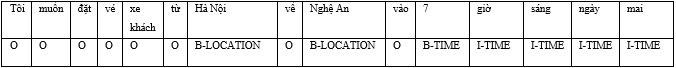 Tôi muốn đặt vé xe khách từ Hà Nội về Nghệ An vào 7 giờ sáng ngày mai
O O O O O O B-LOCATION O B-LOCATION O B-TIME I-TIME I-TIME I-TIME I-TIME